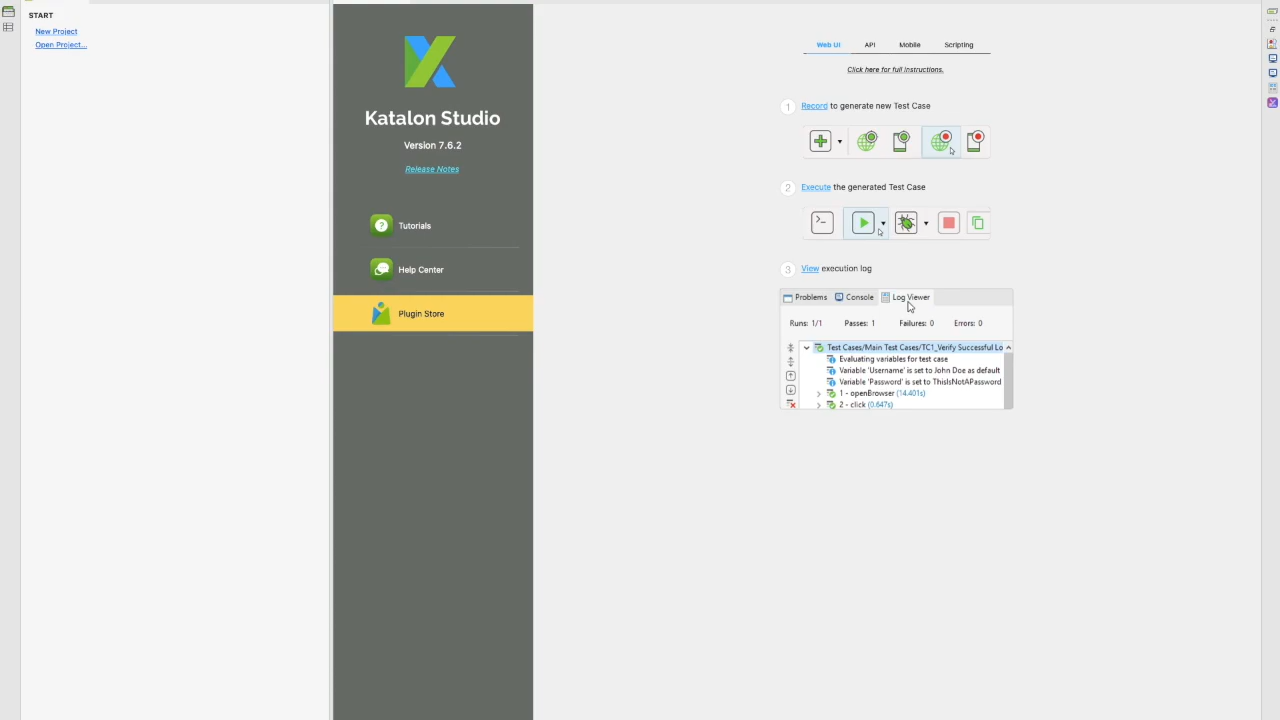 START
New Project
Open Project...
Katalon Studio
Version 7.6.2
Release Notes
Tutorials
Help Center
Plugin Store
Web UI API Mobile Scripting
Click here for full instructions.
1 Record to generate new Test Case
2 Execute the generated Test Case
3 View execution log
Problems Console Log Viewer
Runs: 1/1 Passes: 1 Failures: 0 Errors: 0
Test Cases/Main Test Cases/TC1_Verify Successful Lo
Evaluating variables for test case
Variable 'Username' is set to John Doe as default
Variable 'Password' is set to ThisIsNotAPassword
1 - openBrowser (14.401s)
2 - click (0.647s)